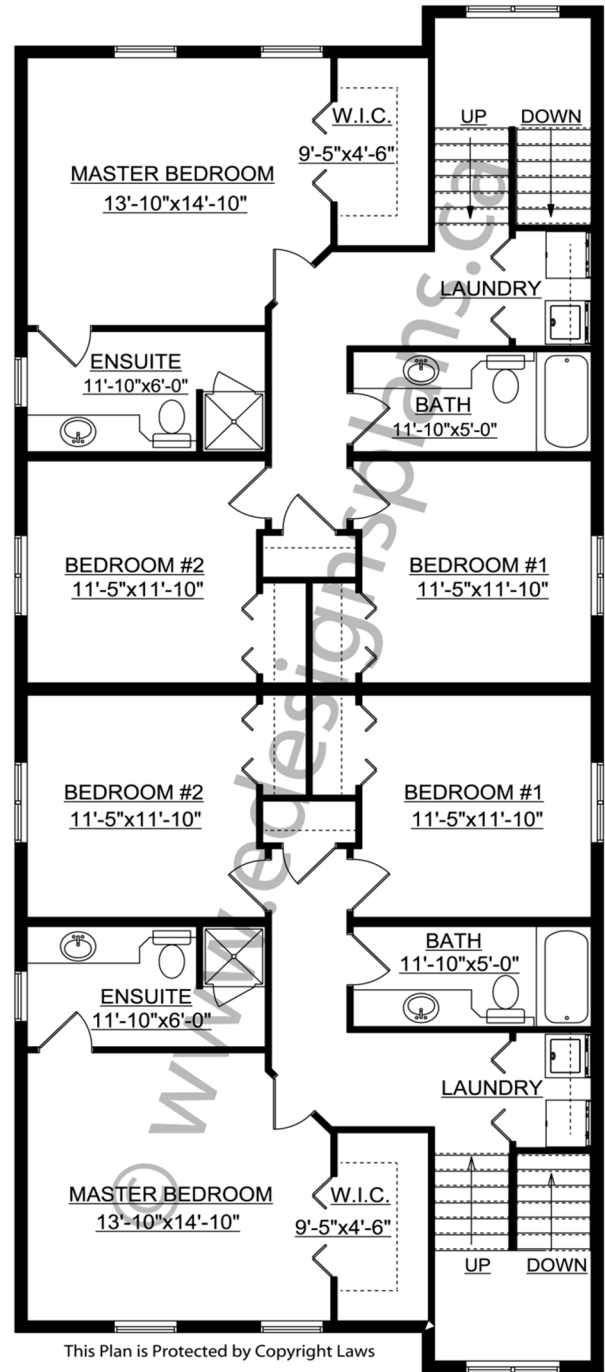 UP
DOWN
W.I.C.
9'-5"x4'-6"
MASTER BEDROOM
13'-10"x14'-10"
LAUNDRY
ENSUITE
11'-10"x6'-0"
BATH
11'-10"x5'-0"
BEDROOM #2
11'-5"x11'-10"
BEDROOM #1
11'-5"x11'-10"
BEDROOM #2
11'-5"x11'-10"
BEDROOM #1
11'-5"x11'-10"
BATH
11'-10"x5'-0"
ENSUITE
11'-10"x6'-0"
LAUNDRY
MASTER BEDROOM
13'-10"x14'-10"
W.I.C.
9'-5"x4'-6"
UP
DOWN
© www.edesignsplans.ca
This Plan is Protected by Copyright Laws